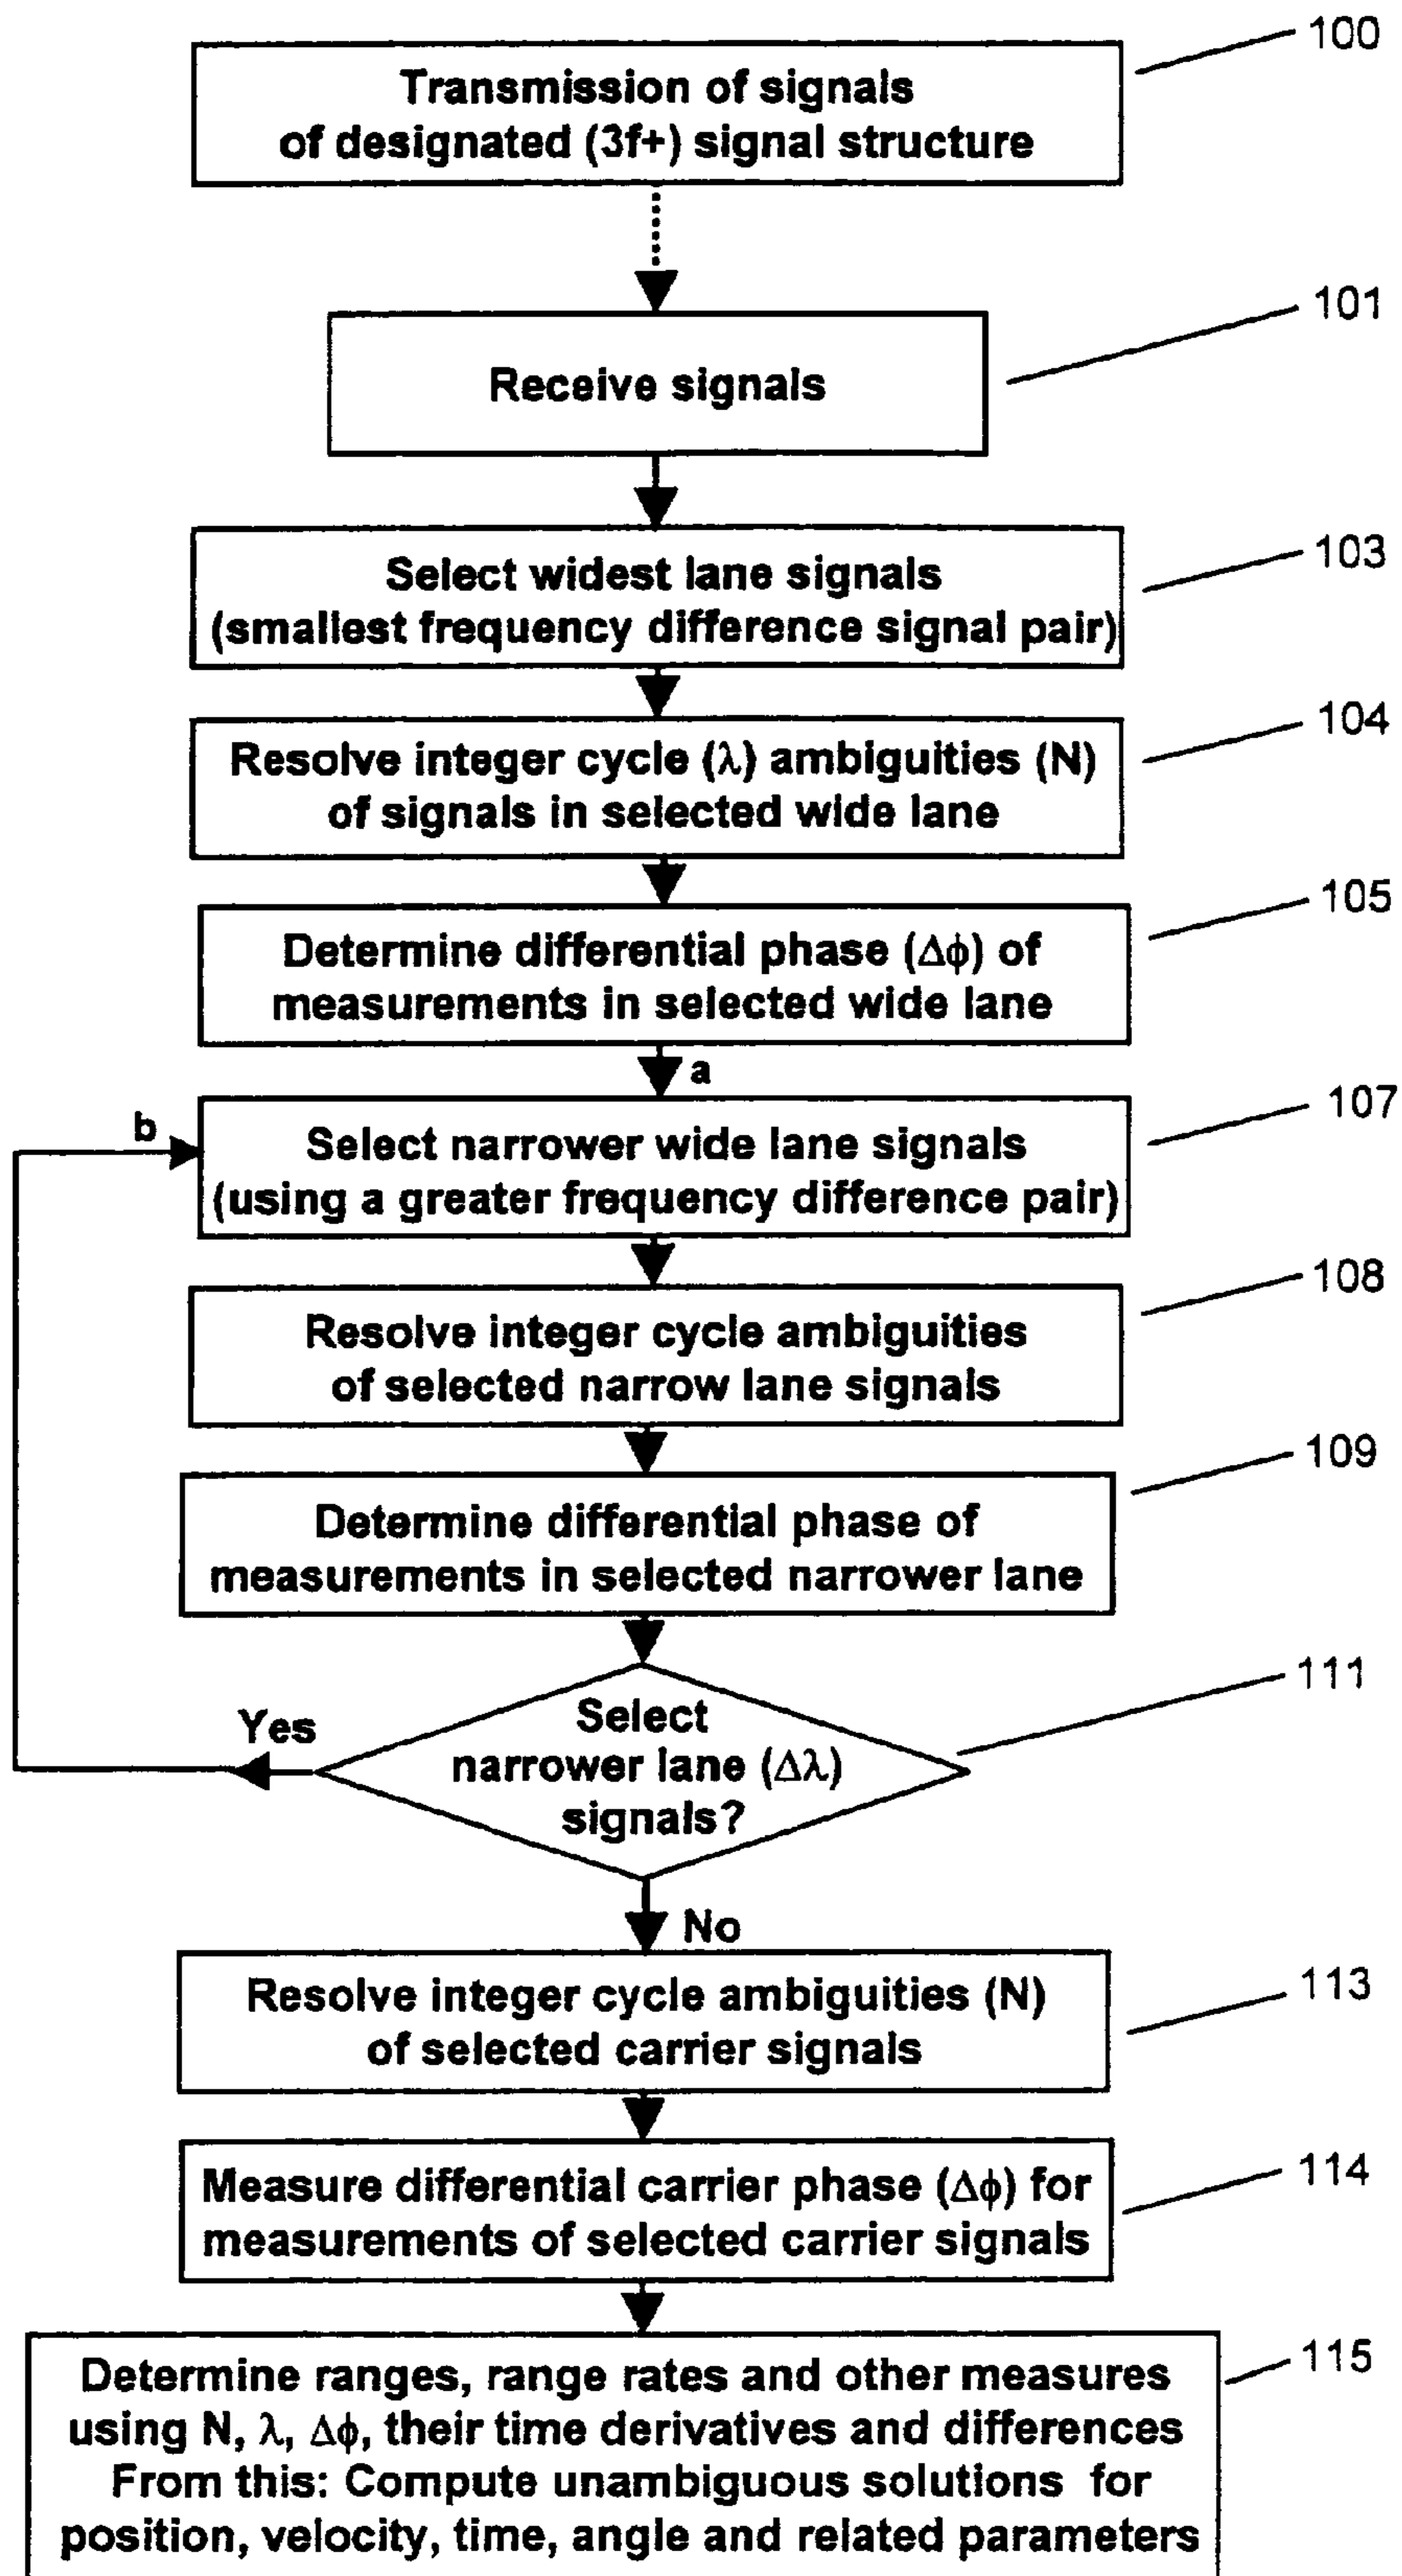 100
Transmission of signals
of designated (3f+) signal structure
101
Receive signals
103
Select widest lane signals
(smallest frequency difference signal pair)
104
Resolve integer cycle (λ) ambiguities (N)
of signals in selected wide lane
105
Determine differential phase (Δϕ) of
measurements in selected wide lane
a
107
b
Select narrower wide lane signals
(using a greater frequency difference pair)
108
Resolve integer cycle ambiguities
of selected narrow lane signals
109
Determine differential phase of
measurements in selected narrower lane
111
Yes
Select
narrower lane (Δλ)
signals?
No
113
Resolve integer cycle ambiguities (N)
of selected carrier signals
114
Measure differential carrier phase (Δϕ) for
measurements of selected carrier signals
115
Determine ranges, range rates and other measures
using N, λ, Δϕ, their time derivatives and differences
From this: Compute unambiguous solutions for
position, velocity, time, angle and related parameters